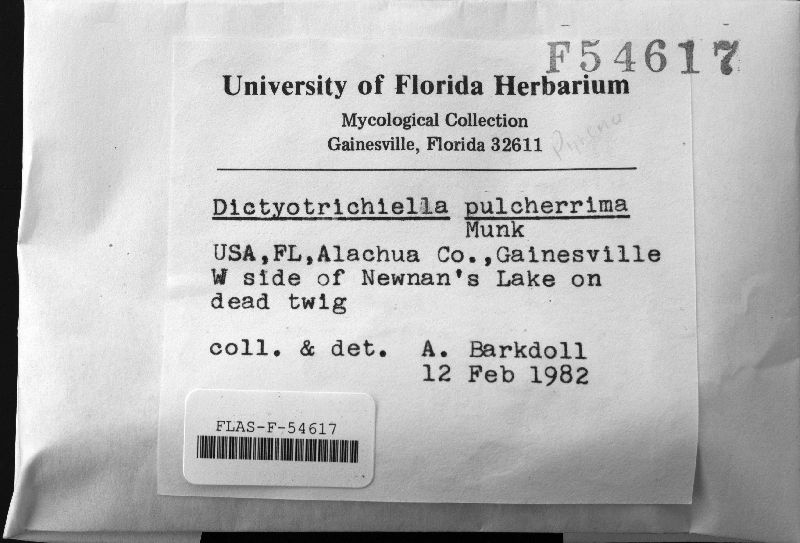 F54617
University of Florida Herbarium
Mycological Collection
Gainesville, Florida 32611
Dictyotrichiella pulcherrima
Munk
USA,FL,Alachua Co.,Gainesville
W side of Newnan's Lake on
dead twig
coll. & det. A. Barkdoll
12 Feb 1982
FLAS-F-54617